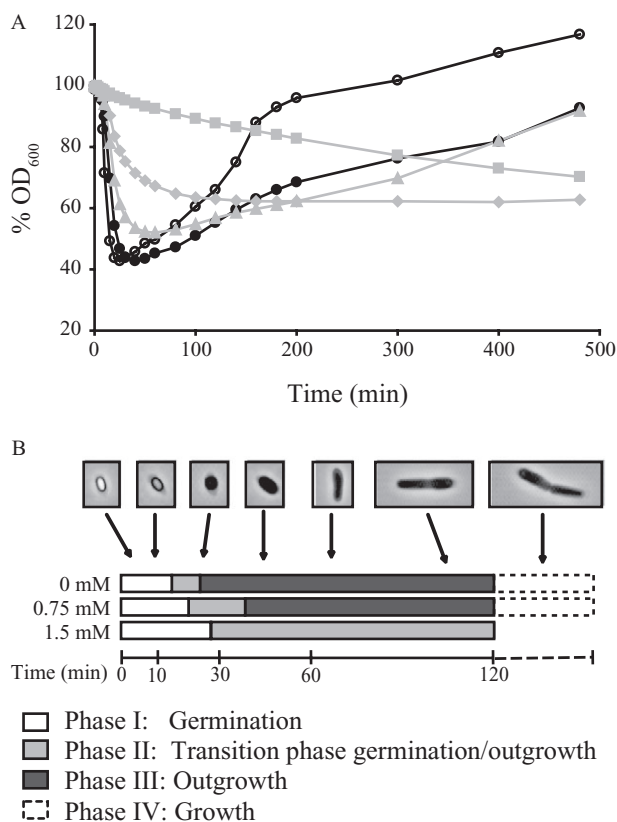 A
120
100
80
60
40
20
% OD600
0
100
200
300
400
500
Time (min)
B
0 mM
0.75 mM
1.5 mM
Time (min)
0
10
30
60
120
Phase I: Germination
Phase II: Transition phase germination/outgrowth
Phase III: Outgrowth
Phase IV: Growth